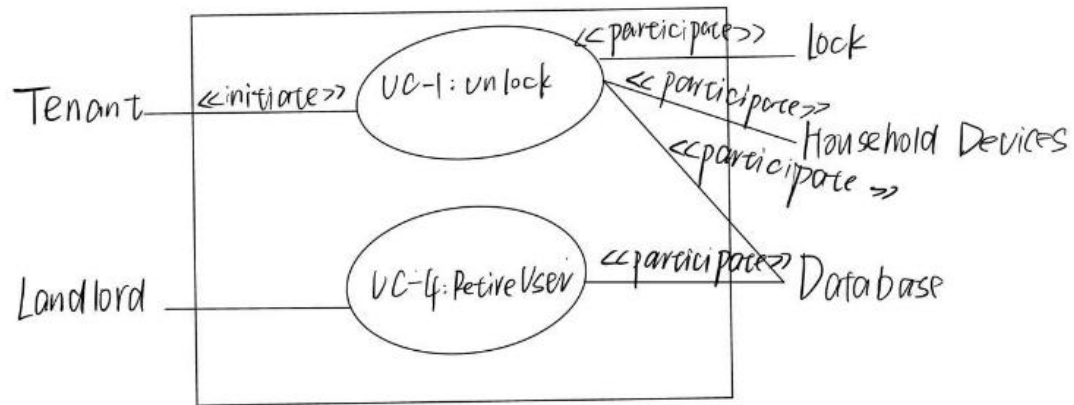 <<participate>>
Lock
Tenant
<<initiate>>
UC-1: Unlock
<<participate>>
Household Devices
<<participate>>
Landlord
UC-4: Retire User
<<participate>>
Database